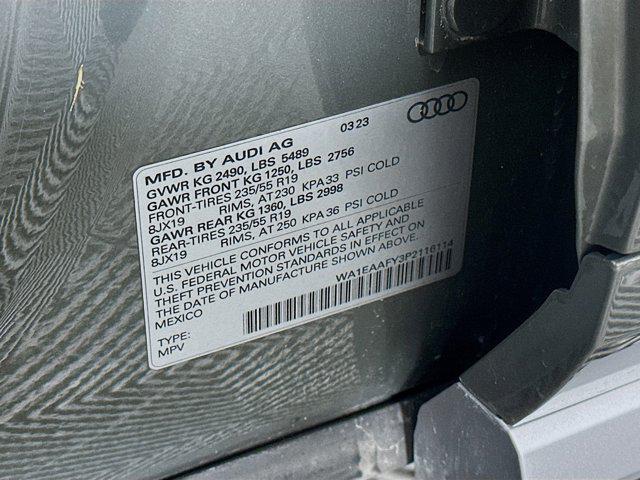 MFD. BY AUDI AG 03 23
GVWR KG 2490, LBS 5489
GAWR FRONT KG 1250, LBS 2756
FRONT-TIRES 235/55 R19
8JX19 RIMS, AT 230 KPA 33 PSI COLD
GAWR REAR KG 1360, LBS 2998
REAR-TIRES 235/55 R19
8JX19 RIMS, AT 250 KPA 36 PSI COLD
THIS VEHICLE CONFORMS TO ALL APPLICABLE
U.S. FEDERAL MOTOR VEHICLE SAFETY AND
THEFT PREVENTION STANDARDS IN EFFECT ON
THE DATE OF MANUFACTURE SHOWN ABOVE.
MEXICO WA1EAAFY3P2116114
TYPE:
MPV